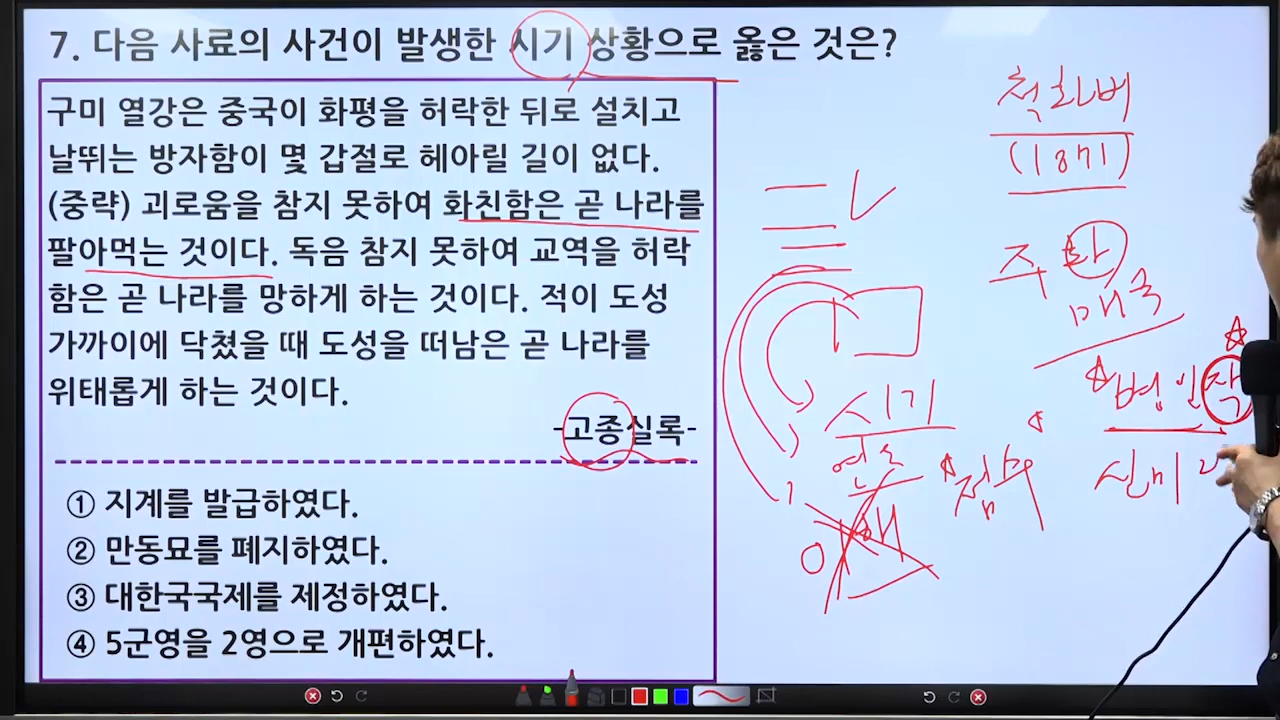 7. 다음 사료의 사건이 발생한 시기 상황으로 옳은 것은?
구미 열강은 중국이 화평을 허락한 뒤로 설치고
날뛰는 방자함이 몇 갑절로 헤아릴 길이 없다.
(중략) 괴로움을 참지 못하여 화친함은 곧 나라를
팔아먹는 것이다. 독음 참지 못하여 교역을 허락
함은 곧 나라를 망하게 하는 것이다. 적이 도성
가까이에 닥쳤을 때 도성을 떠남은 곧 나라를
위태롭게 하는 것이다.
-고종실록-
① 지계를 발급하였다.
② 만동묘를 폐지하였다.
③ 대한국국제를 제정하였다.
④ 5군영을 2영으로 개편하였다.
척화비
(1871)
주화
매국
병인
시기
연도
신미